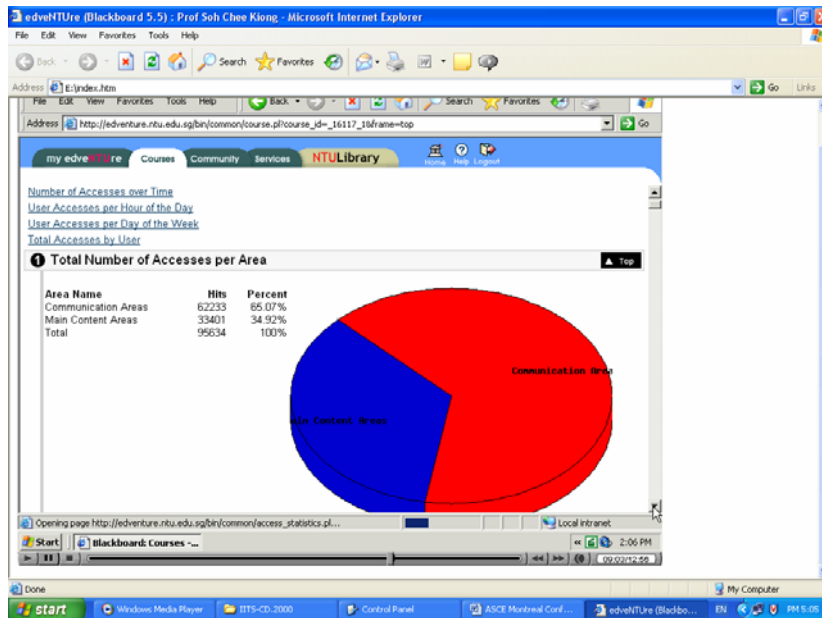 edveNTUre (Blackboard 5.5) : Prof Soh Chee Kiong - Microsoft Internet Explorer
File Edit View Favorites Tools Help
Back Search Favorites
Address E:\index.htm Go Links
File Edit View Favorites Tools Help Back Search Favorites
Address http://edventure.ntu.edu.sg/bin/common/course.pl?course_id=_16117_1&frame=top Go
my edveNTUre Courses Community Services NTULibrary Home Help Logout
Number of Accesses over Time
User Accesses per Hour of the Day
User Accesses per Day of the Week
Total Accesses by User
1 Total Number of Accesses per Area Top
Area Name Hits Percent
Communication Areas 62233 65.07%
Main Content Areas 33401 34.92%
Total 95634 100%
Communication Area
in Content Areas
Opening page http://edventure.ntu.edu.sg/bin/common/access_statistics.pl... Local intranet
Start Blackboard: Courses -... 2:06 PM
09:03/12:58
Done My Computer
start Windows Media Player IITS-CD.2000 Control Panel ASCE Montreal Conf... edveNTUre (Blackbo... EN PM 5:05